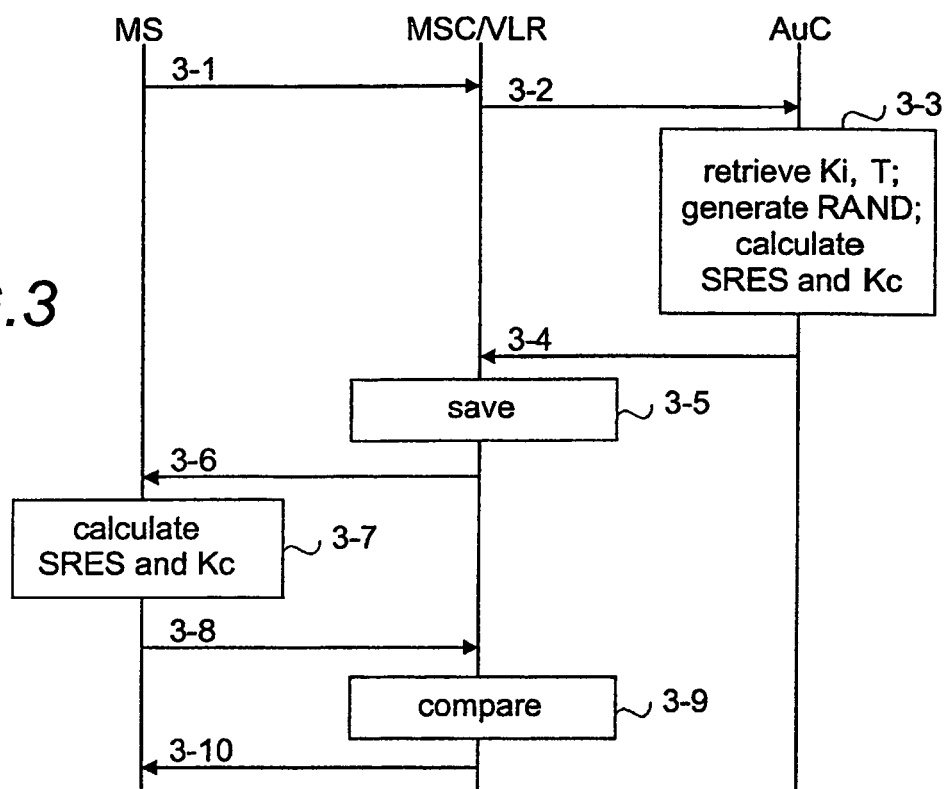 MS MSC/VLR AuC
3-1
3-2
3-3
retrieve Ki, T;
generate RAND;
calculate
SRES and Kc
.3
3-4
save
3-5
3-6
calculate
SRES and Kc
3-7
3-8
compare
3-9
3-10